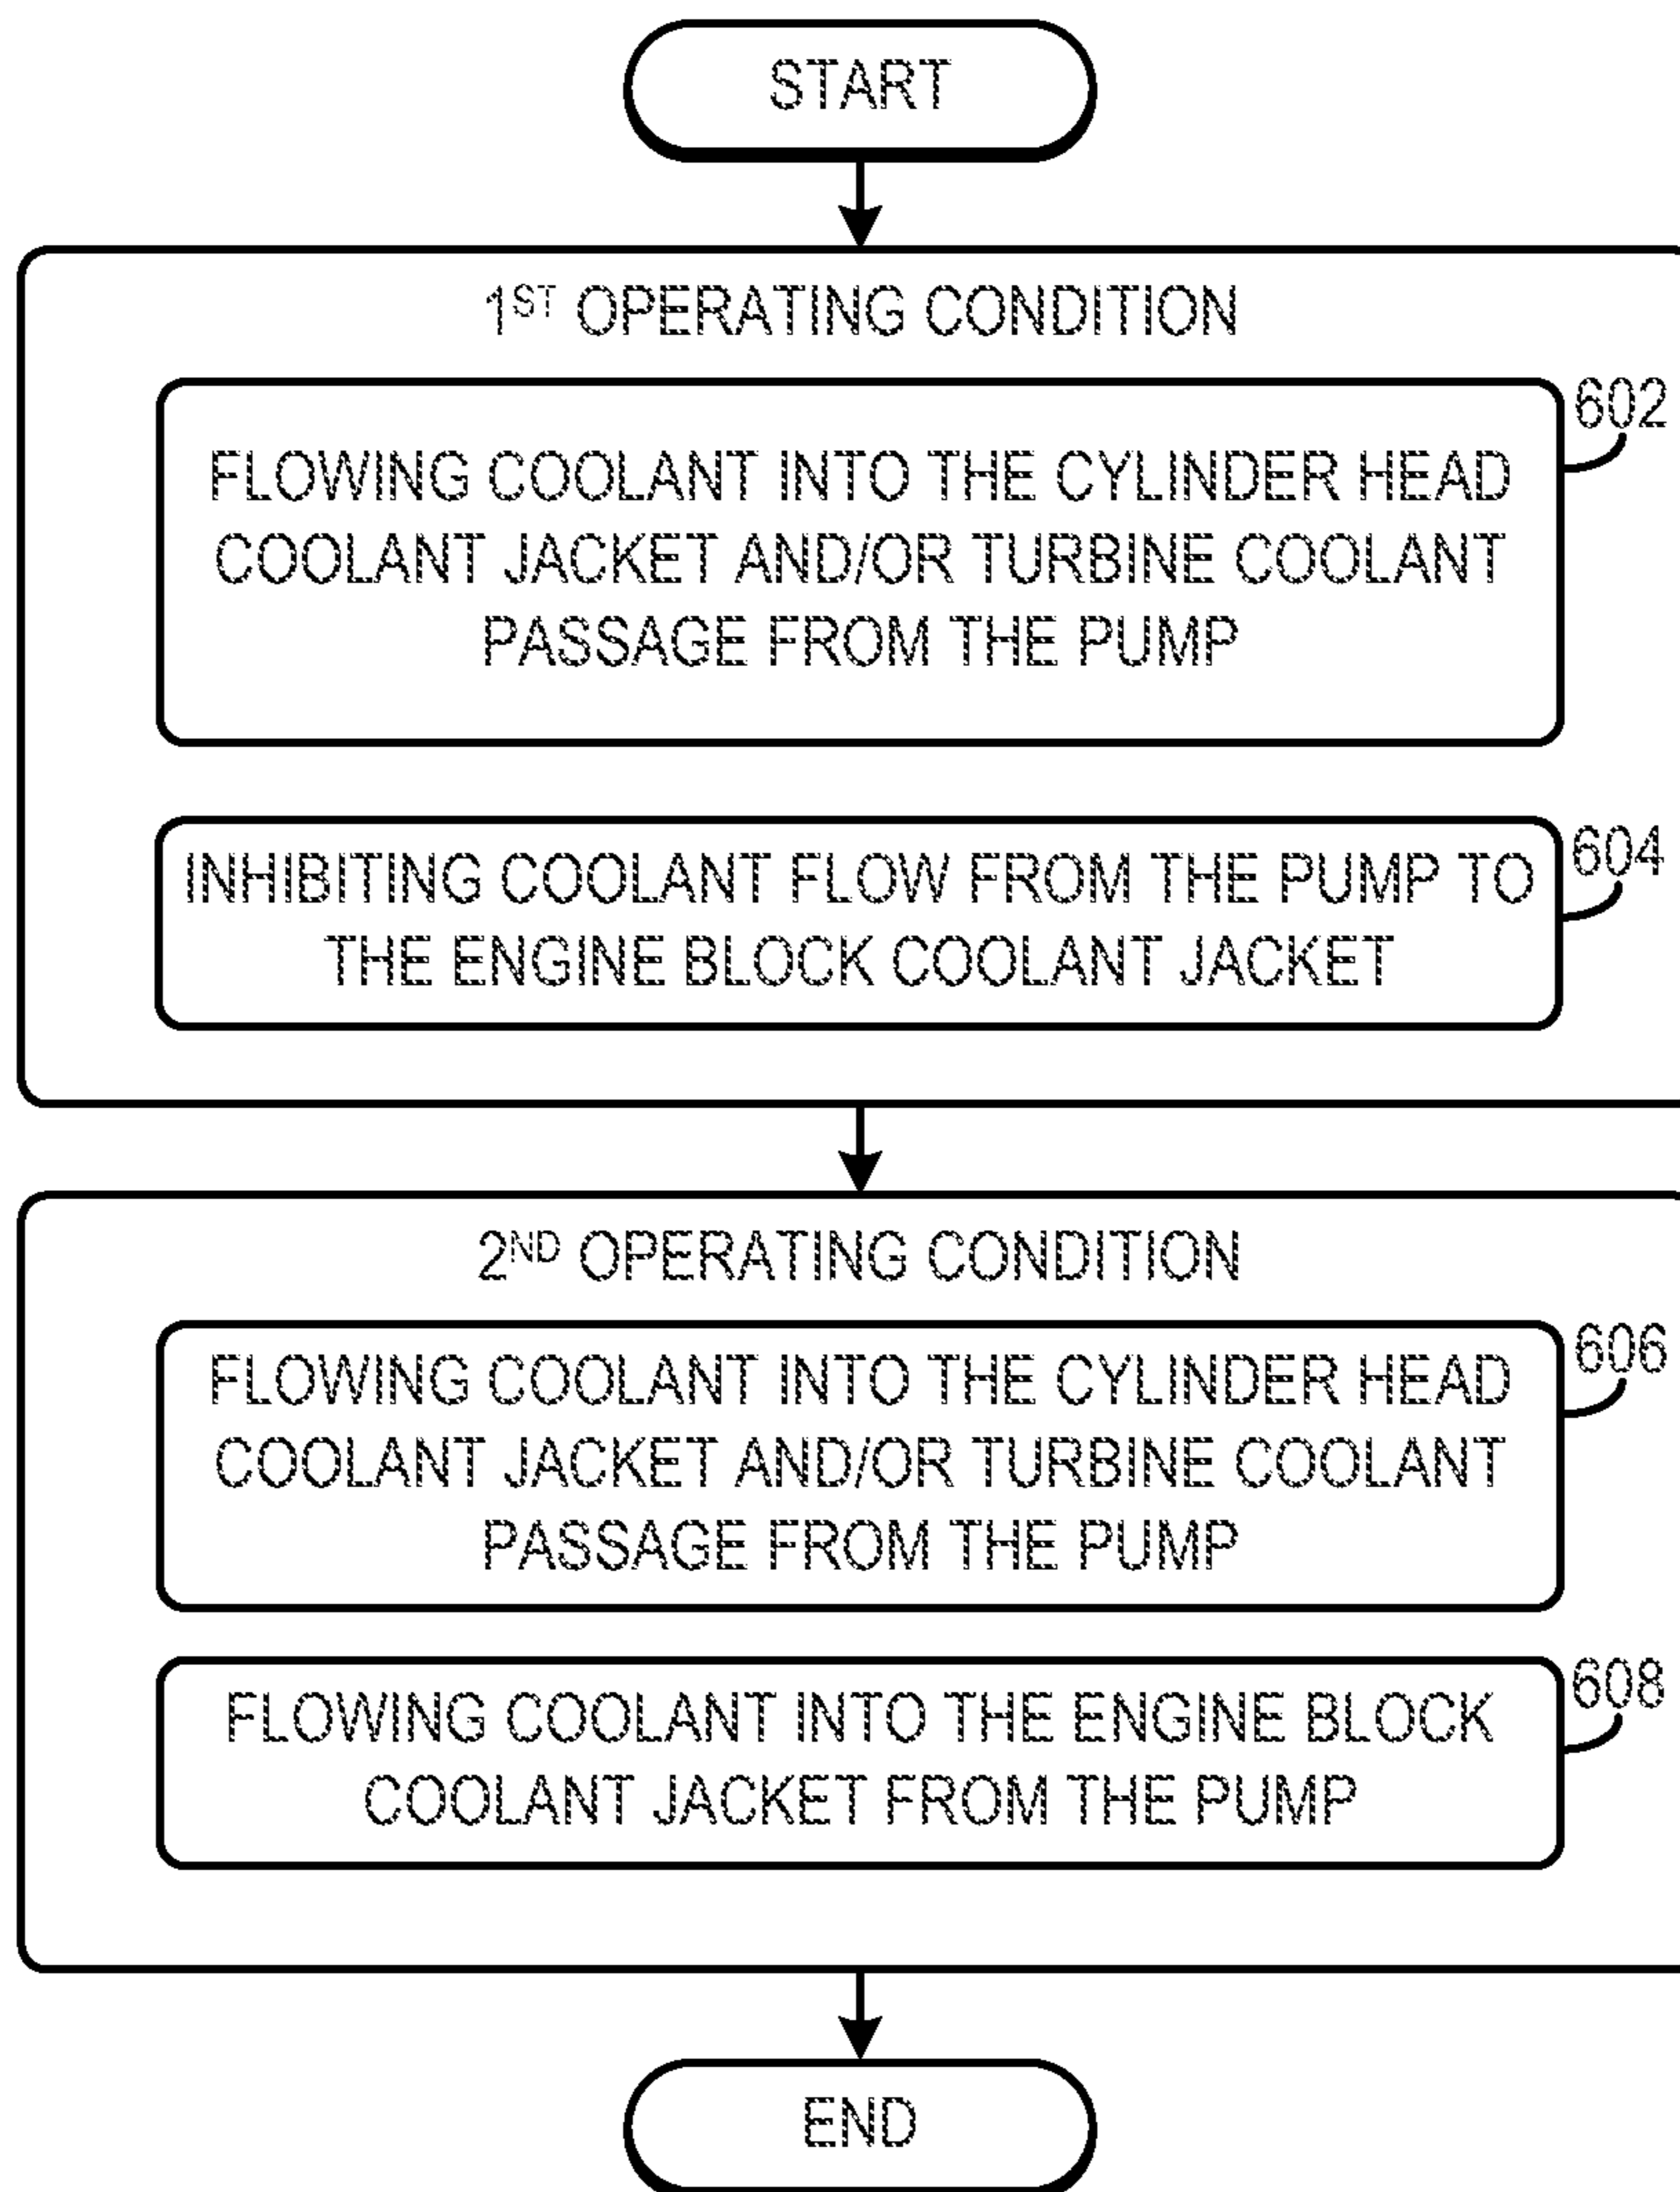 START
1ST OPERATING CONDITION
602
FLOWING COOLANT INTO THE CYLINDER HEAD
COOLANT JACKET AND/OR TURBINE COOLANT
PASSAGE FROM THE PUMP
604
INHIBITING COOLANT FLOW FROM THE PUMP TO
THE ENGINE BLOCK COOLANT JACKET
2ND OPERATING CONDITION
606
FLOWING COOLANT INTO THE CYLINDER HEAD
COOLANT JACKET AND/OR TURBINE COOLANT
PASSAGE FROM THE PUMP
608
FLOWING COOLANT INTO THE ENGINE BLOCK
COOLANT JACKET FROM THE PUMP
END